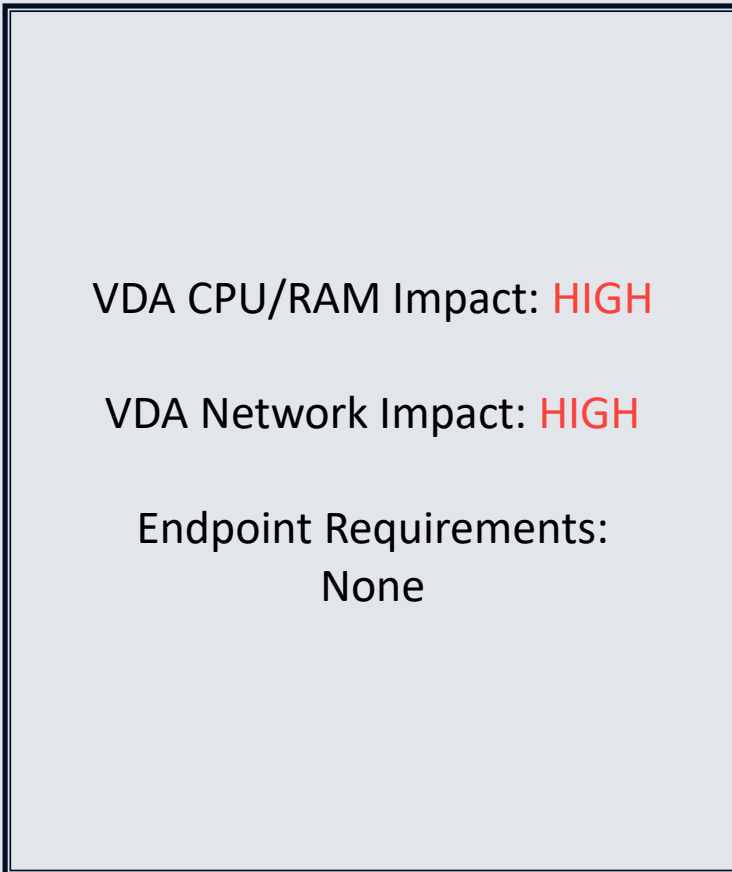 VDA CPU/RAM Impact: HIGH
VDA Network Impact: HIGH
Endpoint Requirements:
None